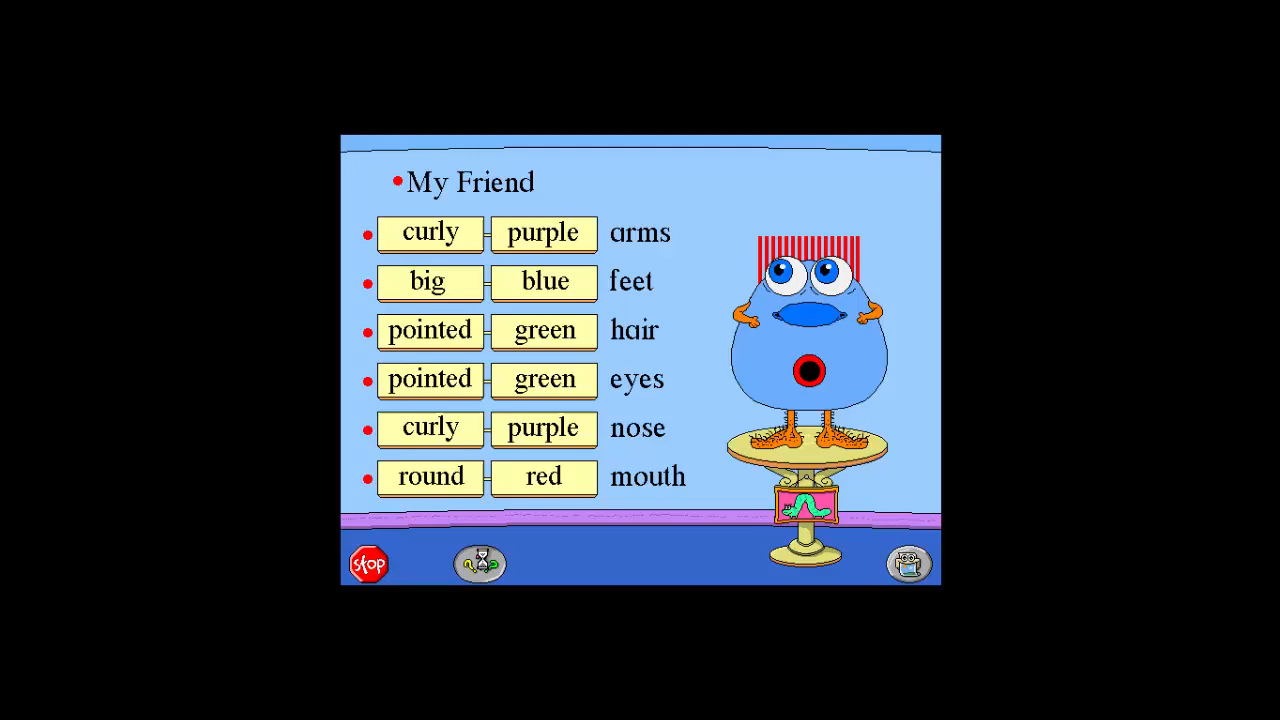 My Friend
curly purple arms
big blue feet
pointed green hair
pointed green eyes
curly purple nose
round red mouth
stop